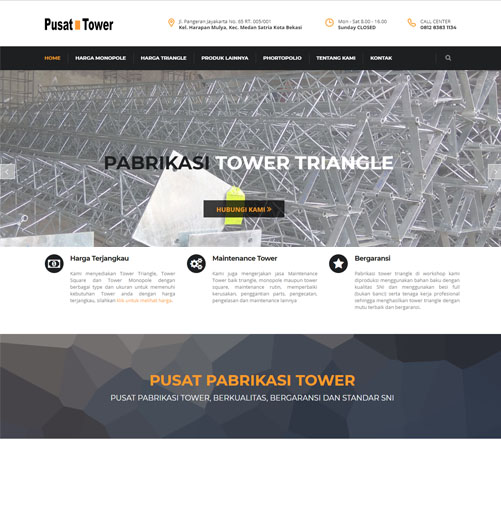 Pusat Tower
Jl. Pangeran Jayakarta No. 65 RT. 005/001
Kel. Harapan Mulya, Kec. Medan Satria Kota Bekasi
Mon - Sat 8.00 - 16.00
Sunday CLOSED
CALL CENTER
0812 8383 1134
HOME HARGA MONOPOLE HARGA TRIANGLE PRODUK LAINNYA PHORTOPOLIO TENTANG KAMI KONTAK
PABRIKASI TOWER TRIANGLE
HUBUNGI KAMI »
Harga Terjangkau
Kami menyediakan Tower Triangle, Tower
Square dan Tower Monopole dengan
berbagai type dan ukuran untuk memenuhi
kebutuhan Tower anda dengan harga
terjangkau, silahkan klik untuk melihat harga.
Maintenance Tower
Kami juga mengerjakan jasa Maintenance
Tower baik triangle, monopole maupun tower
square, maintenance rutin, memperbaiki
kerusakan, penggantian parts, pengecatan,
pengelasan dan maintenance lainnya
Bergaransi
Pabrikasi tower triangle di workshop kami
diproduksi menggunakan bahan baku dengan
kualitas SNI dan menggunakan besi full
(bukan banci) serta tenaga kerja profesional
sehingga menghasilkan tower triangle dengan
mutu terbaik dan bergaransi.
PUSAT PABRIKASI TOWER
PUSAT PABRIKASI TOWER, BERKUALITAS, BERGARANSI DAN STANDAR SNI